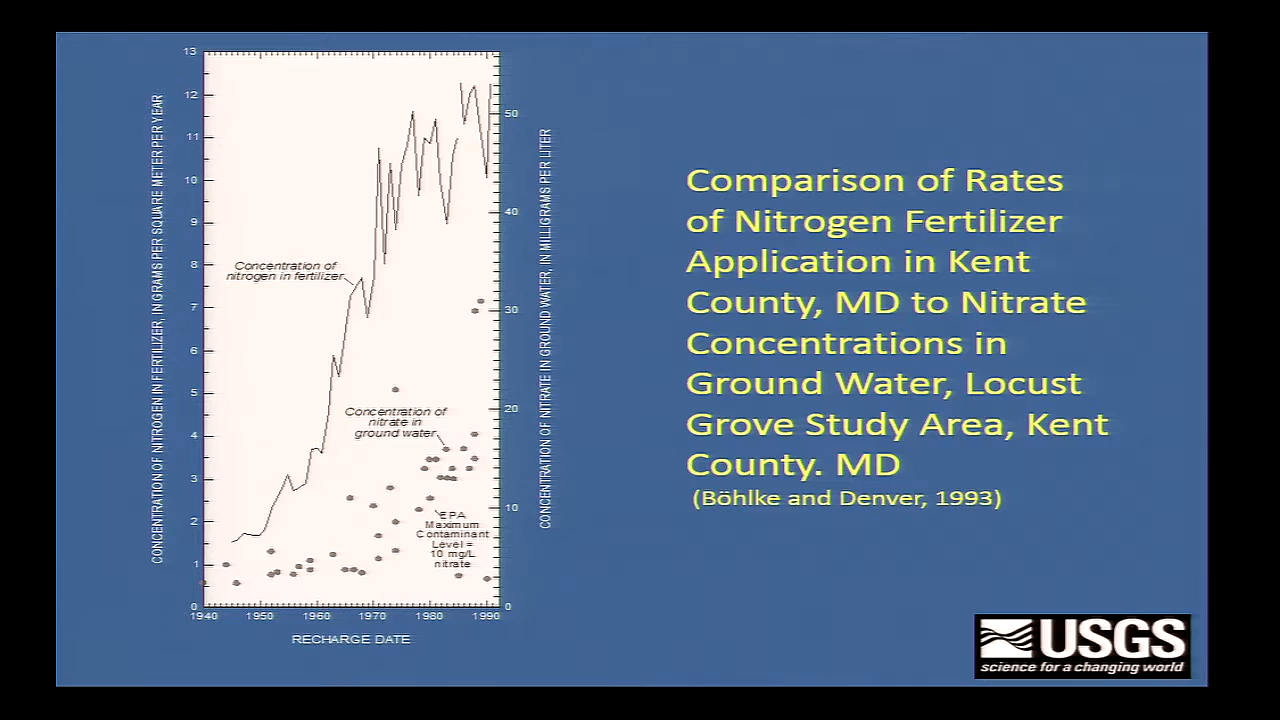 13
12
11
10
9
8
7
6
5
4
3
2
1
0
CONCENTRATION OF NITROGEN IN FERTILIZER, IN GRAMS PER SQUARE METER PER YEAR
Concentration of
nitrogen in fertilizer
Concentration of
nitrate in
ground water
EPA
Maximum
Contaminant
Level =
10 mg/L
nitrate
50
40
30
20
10
0
CONCENTRATION OF NITRATE IN GROUND WATER, IN MILLIGRAMS PER LITER
1940 1950 1960 1970 1980 1990
RECHARGE DATE
Comparison of Rates
of Nitrogen Fertilizer
Application in Kent
County, MD to Nitrate
Concentrations in
Ground Water, Locust
Grove Study Area, Kent
County. MD
(Böhlke and Denver, 1993)
USGS
science for a changing world